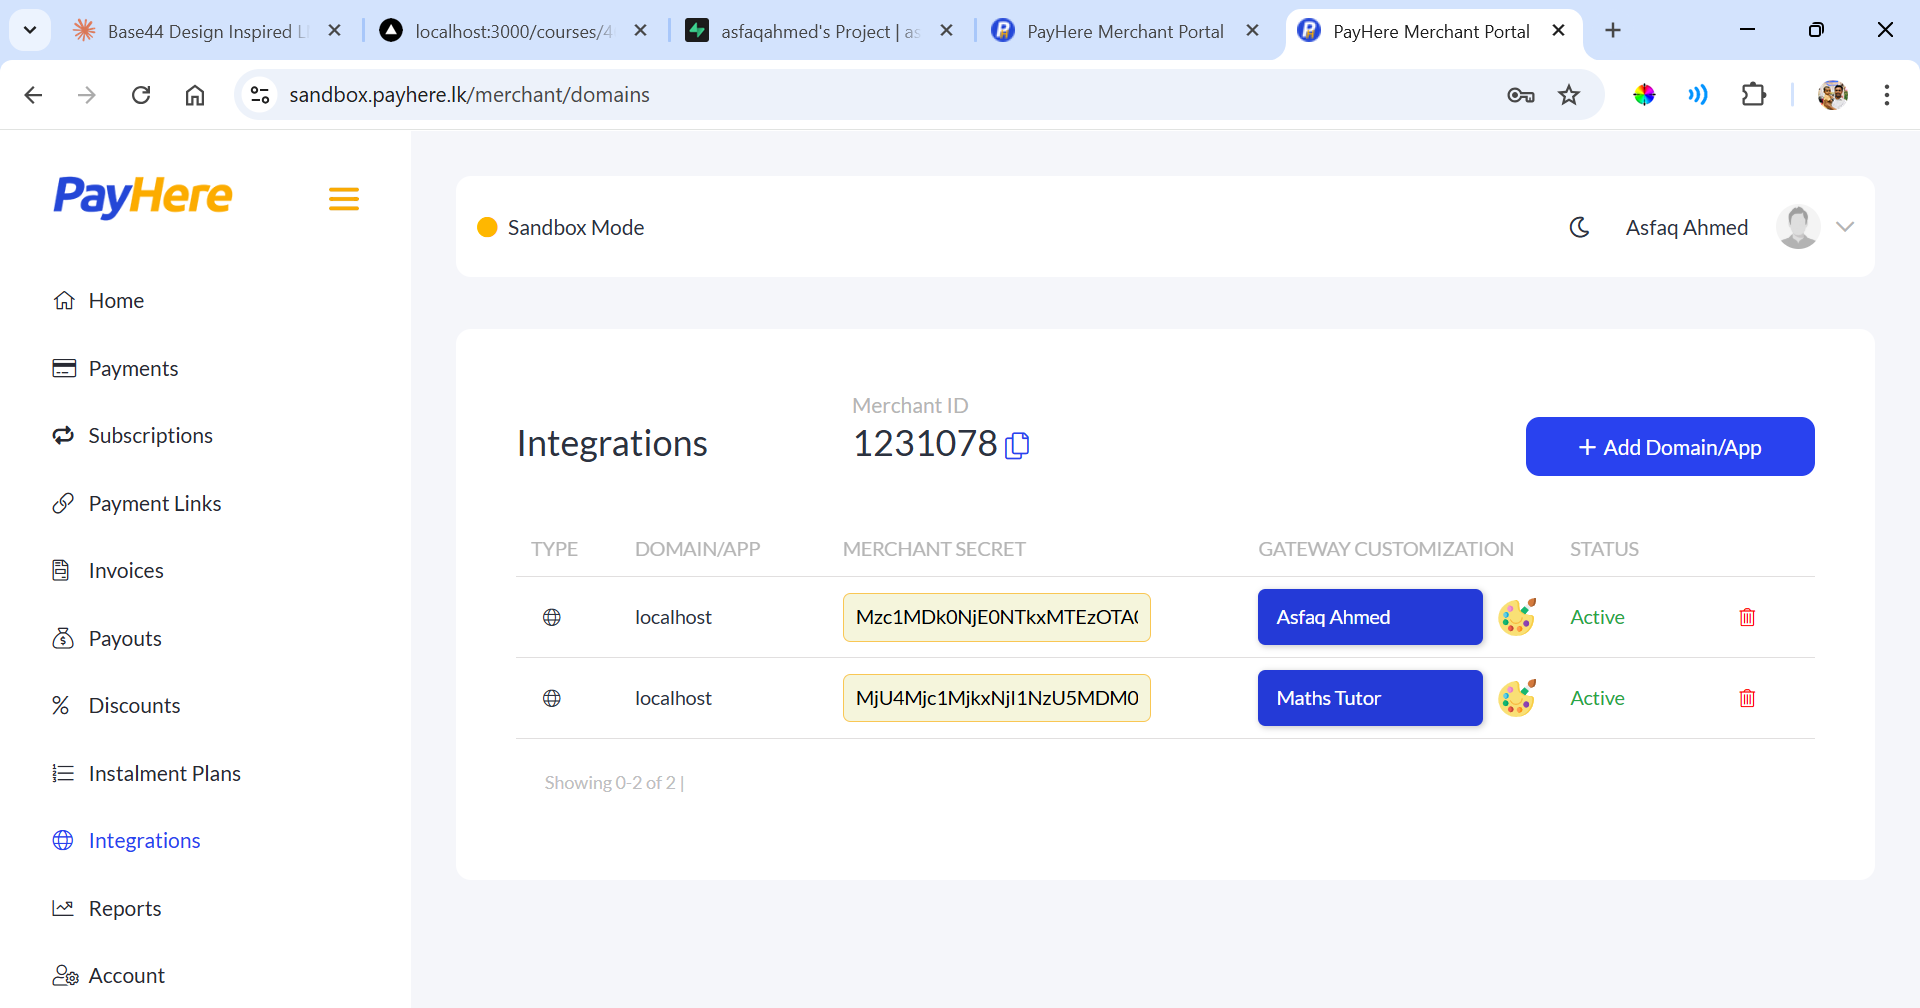 Base44 Design Inspired
localhost:3000/courses/4
asfaqahmed's Project | as
PayHere Merchant Portal
PayHere Merchant Portal
sandbox.payhere.lk/merchant/domains
PayHere
Sandbox Mode
Asfaq Ahmed
Home
Payments
Subscriptions
Payment Links
Invoices
Payouts
Discounts
Instalment Plans
Integrations
Reports
Account
Integrations
Merchant ID
1231078
+ Add Domain/App
TYPE DOMAIN/APP MERCHANT SECRET GATEWAY CUSTOMIZATION STATUS
localhost Mzc1MDk0NjE0NTkxMTEzOTA Asfaq Ahmed Active
localhost MjU4Mjc1MjkxNjI1NzU5MDM0 Maths Tutor Active
Showing 0-2 of 2 |